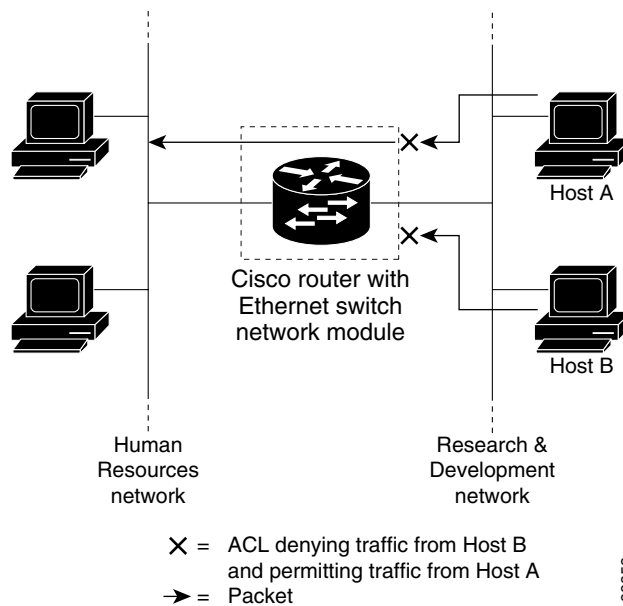 Host A
Cisco router with
Ethernet switch
network module
Host B
Human
Resources
network
Research &
Development
network
X = ACL denying traffic from Host B
and permitting traffic from Host A
→ = Packet